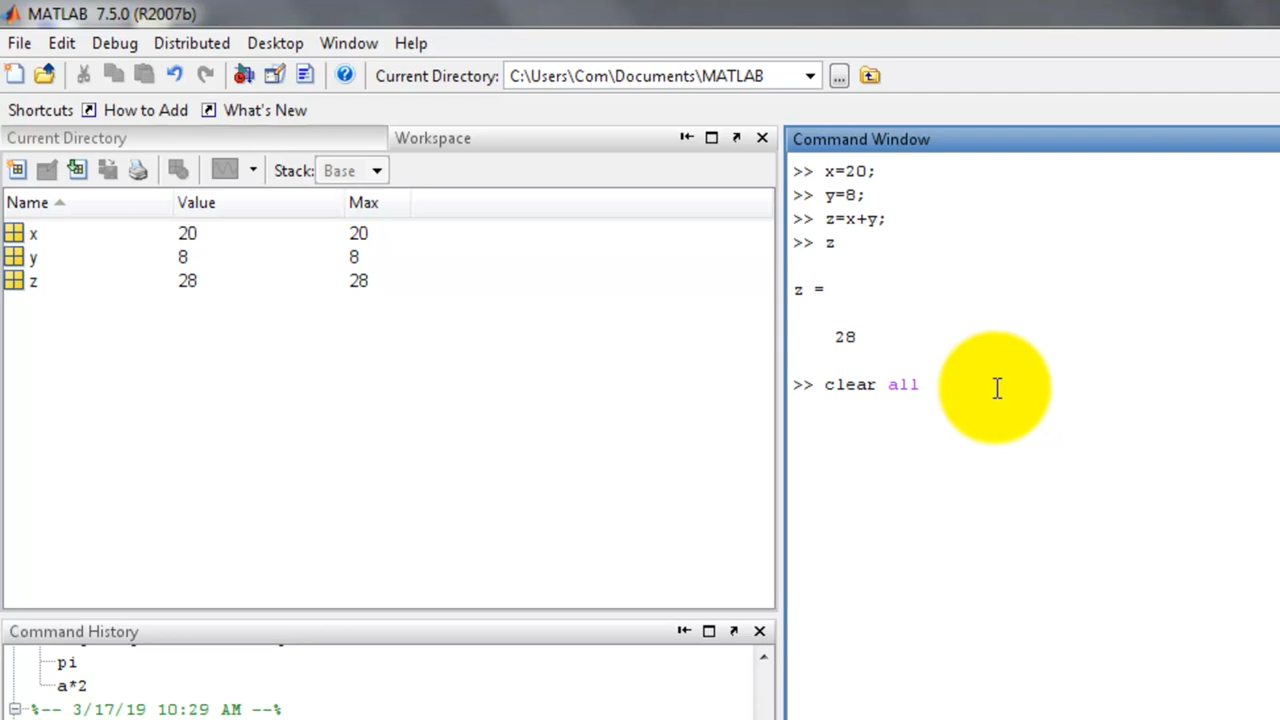 MATLAB 7.5.0 (R2007b)
File Edit Debug Distributed Desktop Window Help
Current Directory: C:\Users\Com\Documents\MATLAB ...
Shortcuts How to Add What's New
Current Directory Workspace
Stack: Base
Name Value Max
x 20 20
y 8 8
z 28 28
Command Window
>> x=20;
>> y=8;
>> z=x+y;
>> z
z =
28
>> clear all
Command History
pi
a*2
%-- 3/17/19 10:29 AM --%